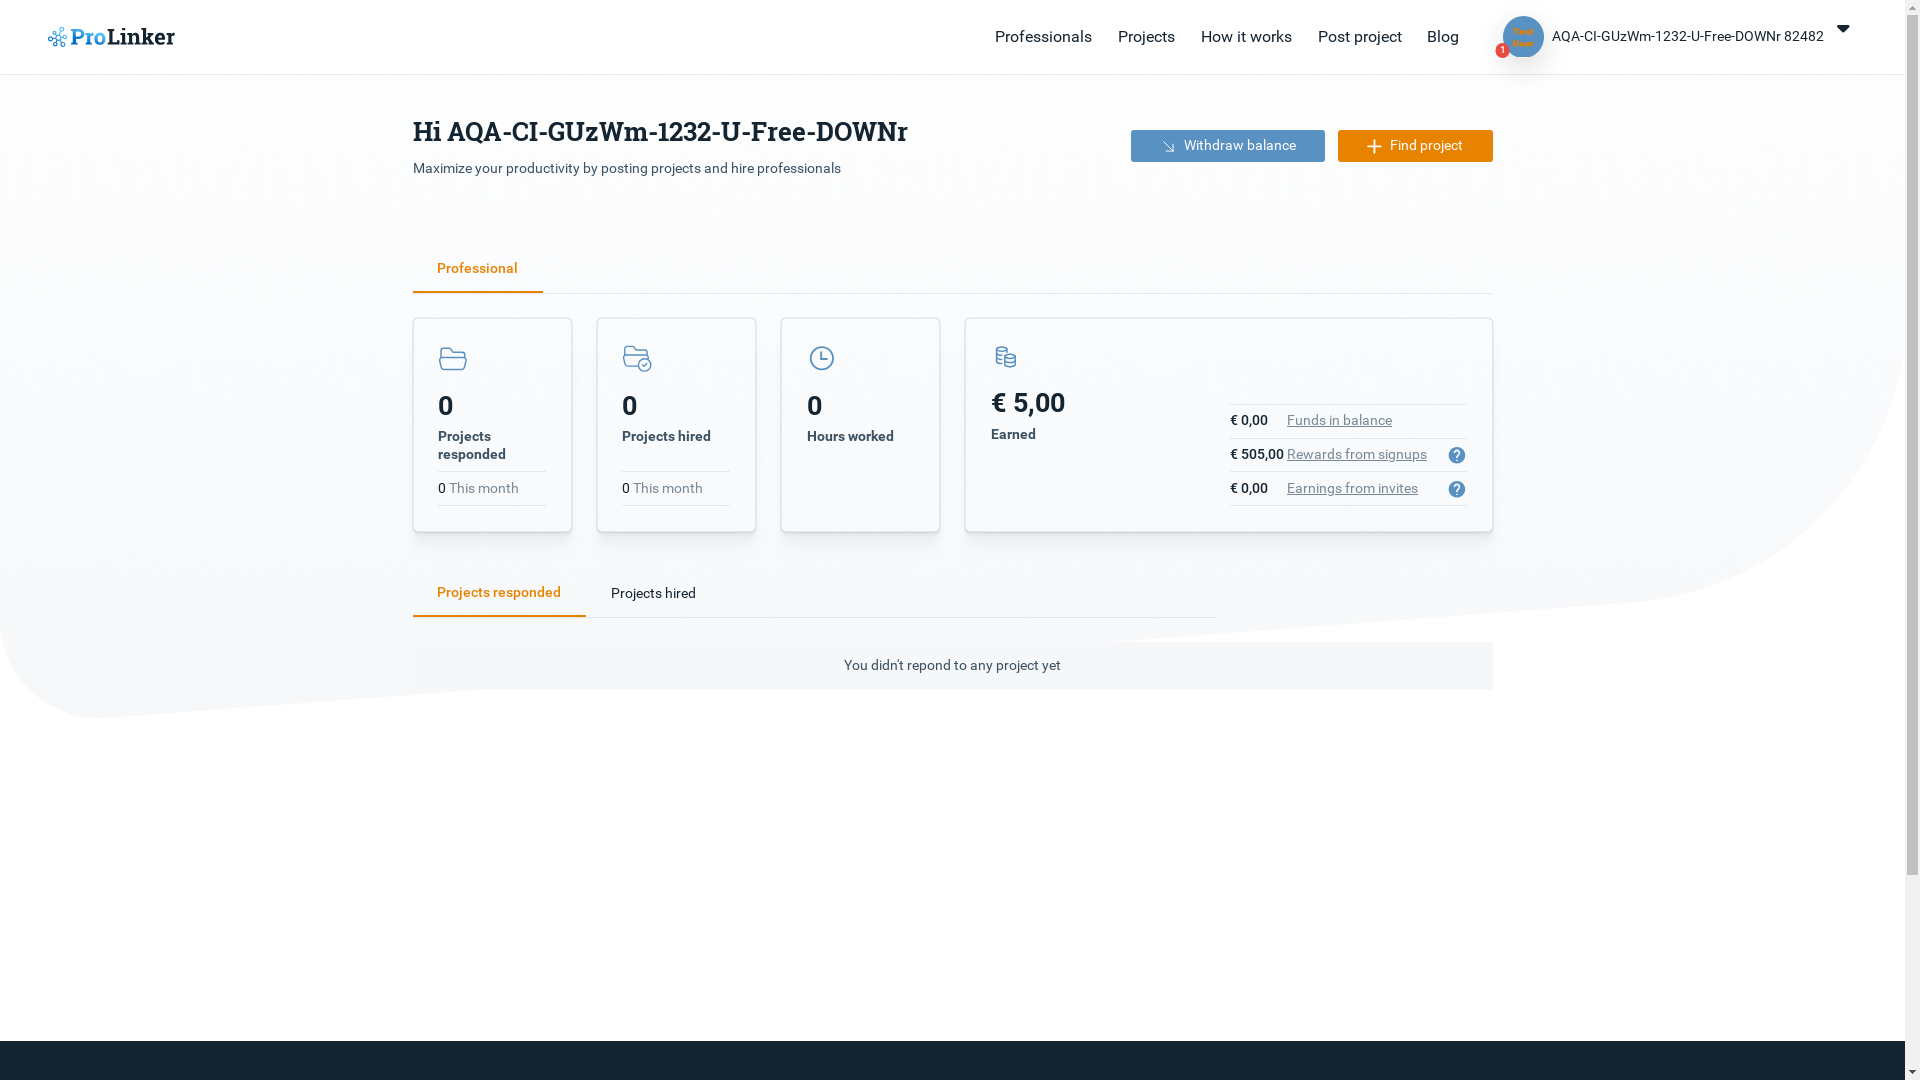 ProLinker
Professionals
Projects
How it works
Post project
Blog
Test
User
1
AQA-CI-GUzWm-1232-U-Free-DOWNr 82482
Hi AQA-CI-GUzWm-1232-U-Free-DOWNr
Maximize your productivity by posting projects and hire professionals
Withdraw balance
Find project
Professional
0
Projects
responded
0 This month
0
Projects hired
0 This month
0
Hours worked
€ 5,00
Earned
€ 0,00 Funds in balance
€ 505,00 Rewards from signups ?
€ 0,00 Earnings from invites ?
Projects responded
Projects hired
You didn't repond to any project yet